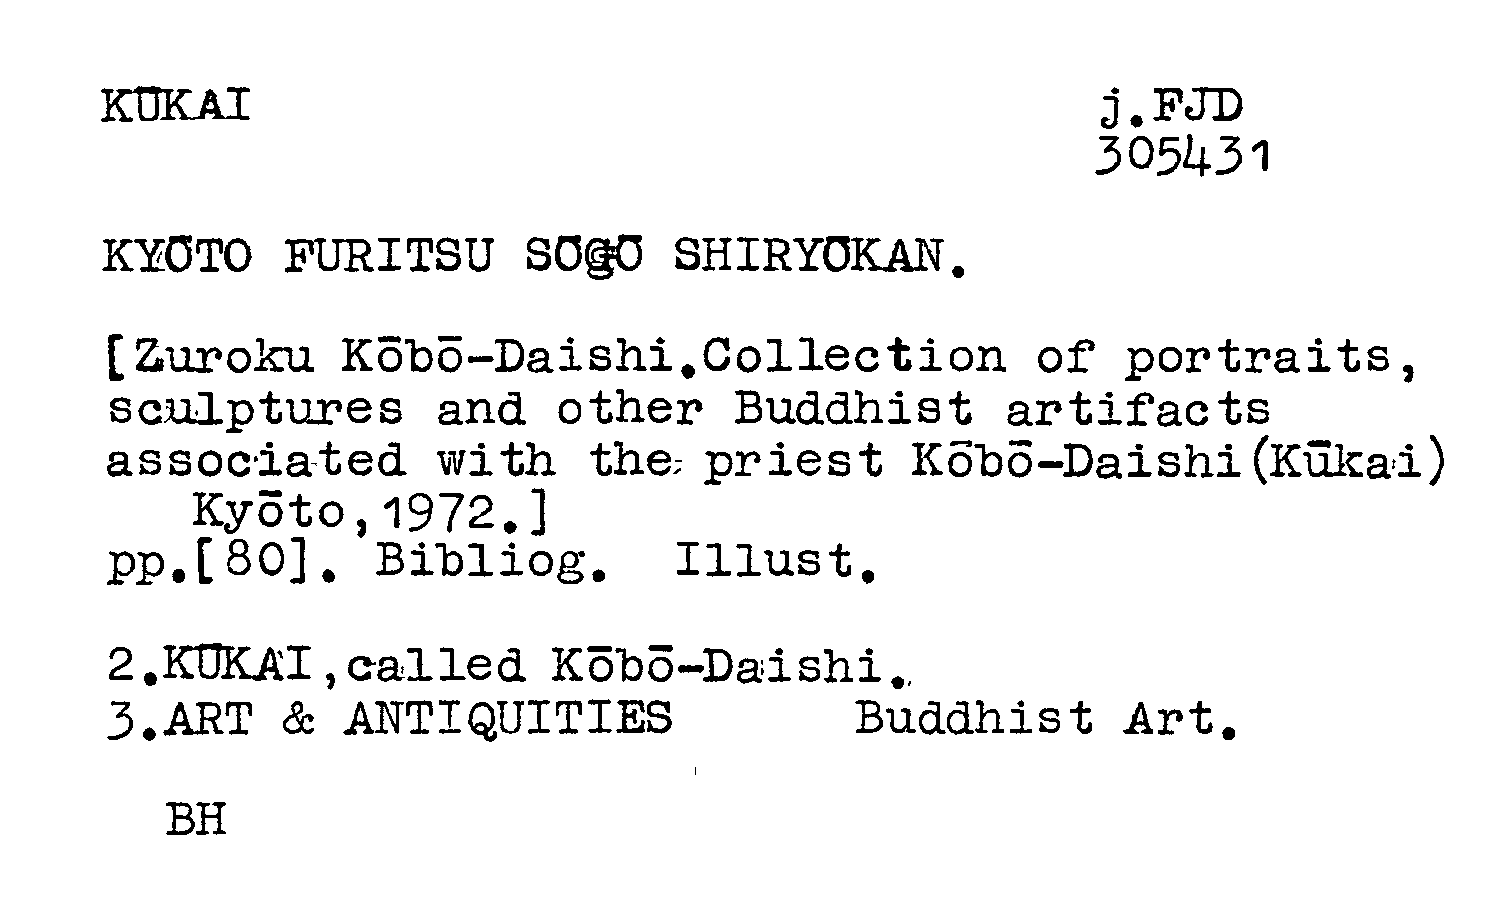 KŪKAI
j.FJD
305431
KYŌTO FURITSU SŌGŌ SHIRYŌKAN.
[Zuroku Kōbō-Daishi.Collection of portraits,
sculptures and other Buddhist artifacts
associated with the priest Kōbō-Daishi(Kūkai)
Kyōto,1972.]
pp.[80]. Bibliog. Illust.
2.KŪKAI,called Kōbō-Daishi.
3.ART & ANTIQUITIES Buddhist Art.
BH